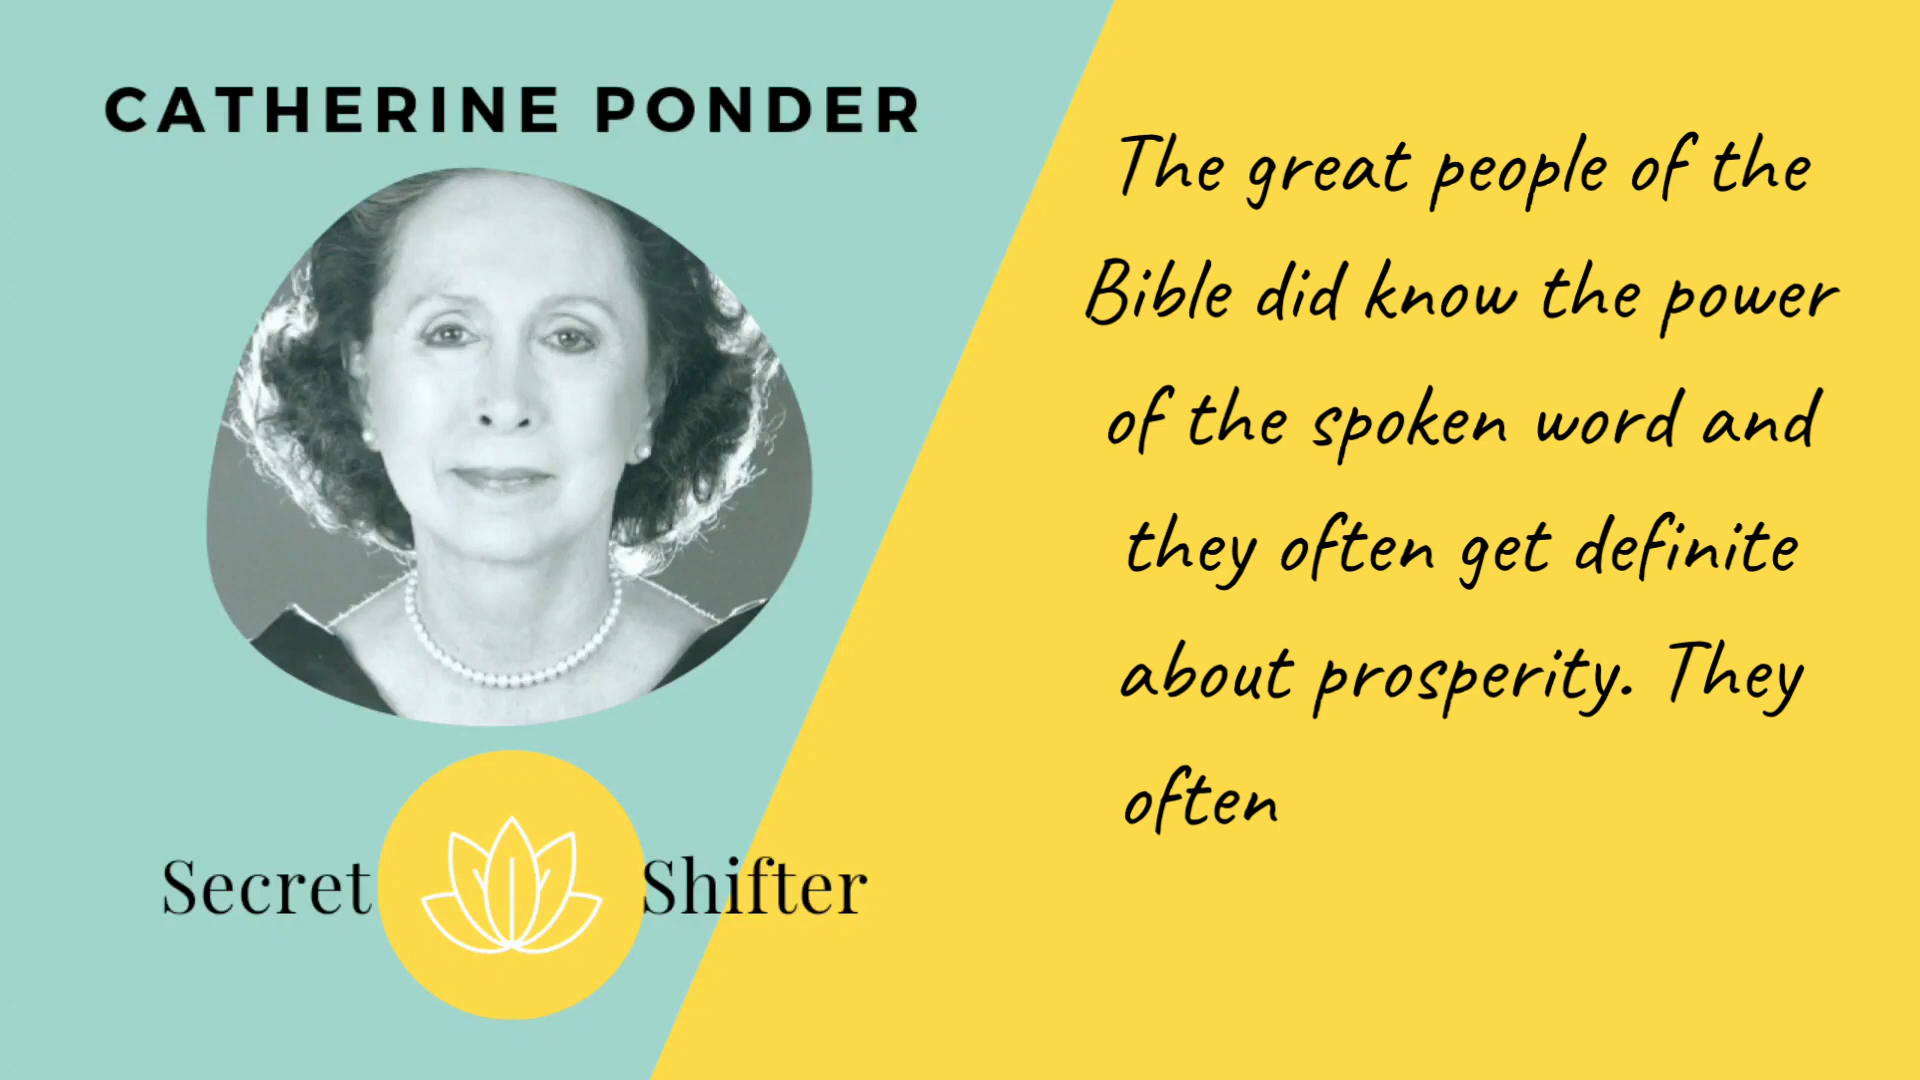 CATHERINE PONDER
The great people of the
Bible did know the power
of the spoken word and
they often get definite
about prosperity. They
often
Secret Shifter